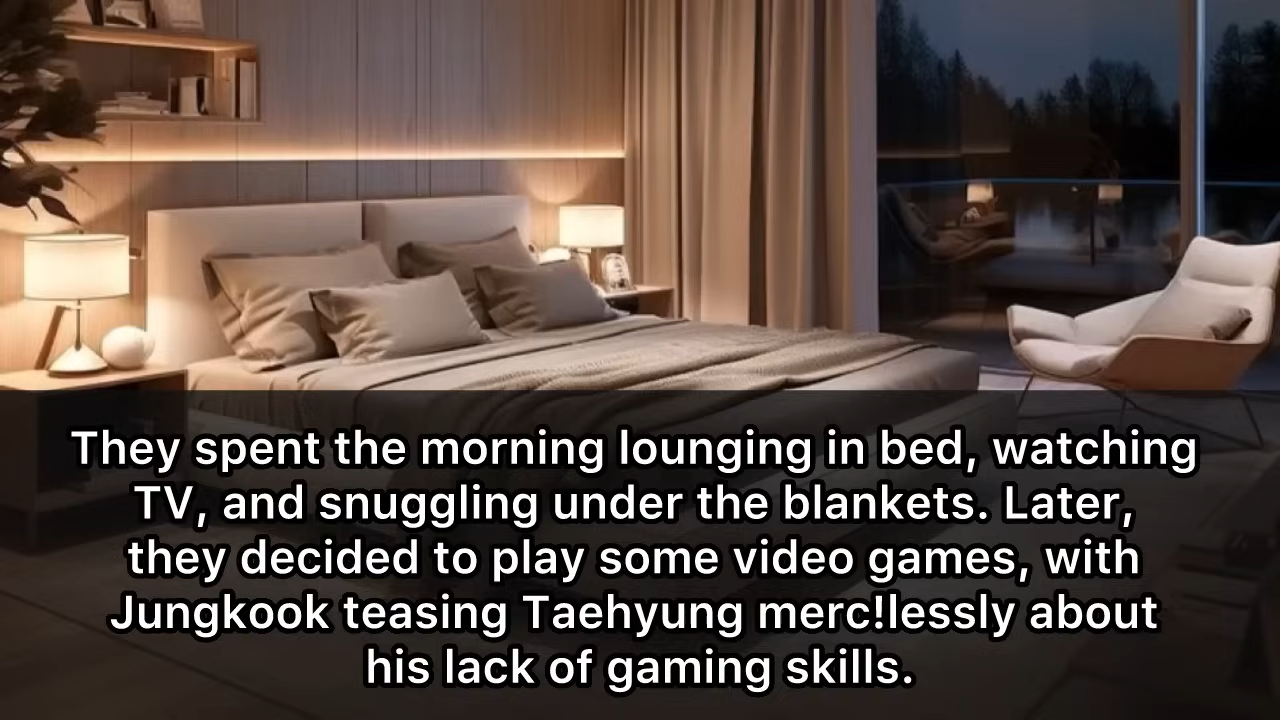 They spent the morning lounging in bed, watching
TV, and snuggling under the blankets. Later,
they decided to play some video games, with
Jungkook teasing Taehyung merc!lessly about
his lack of gaming skills.